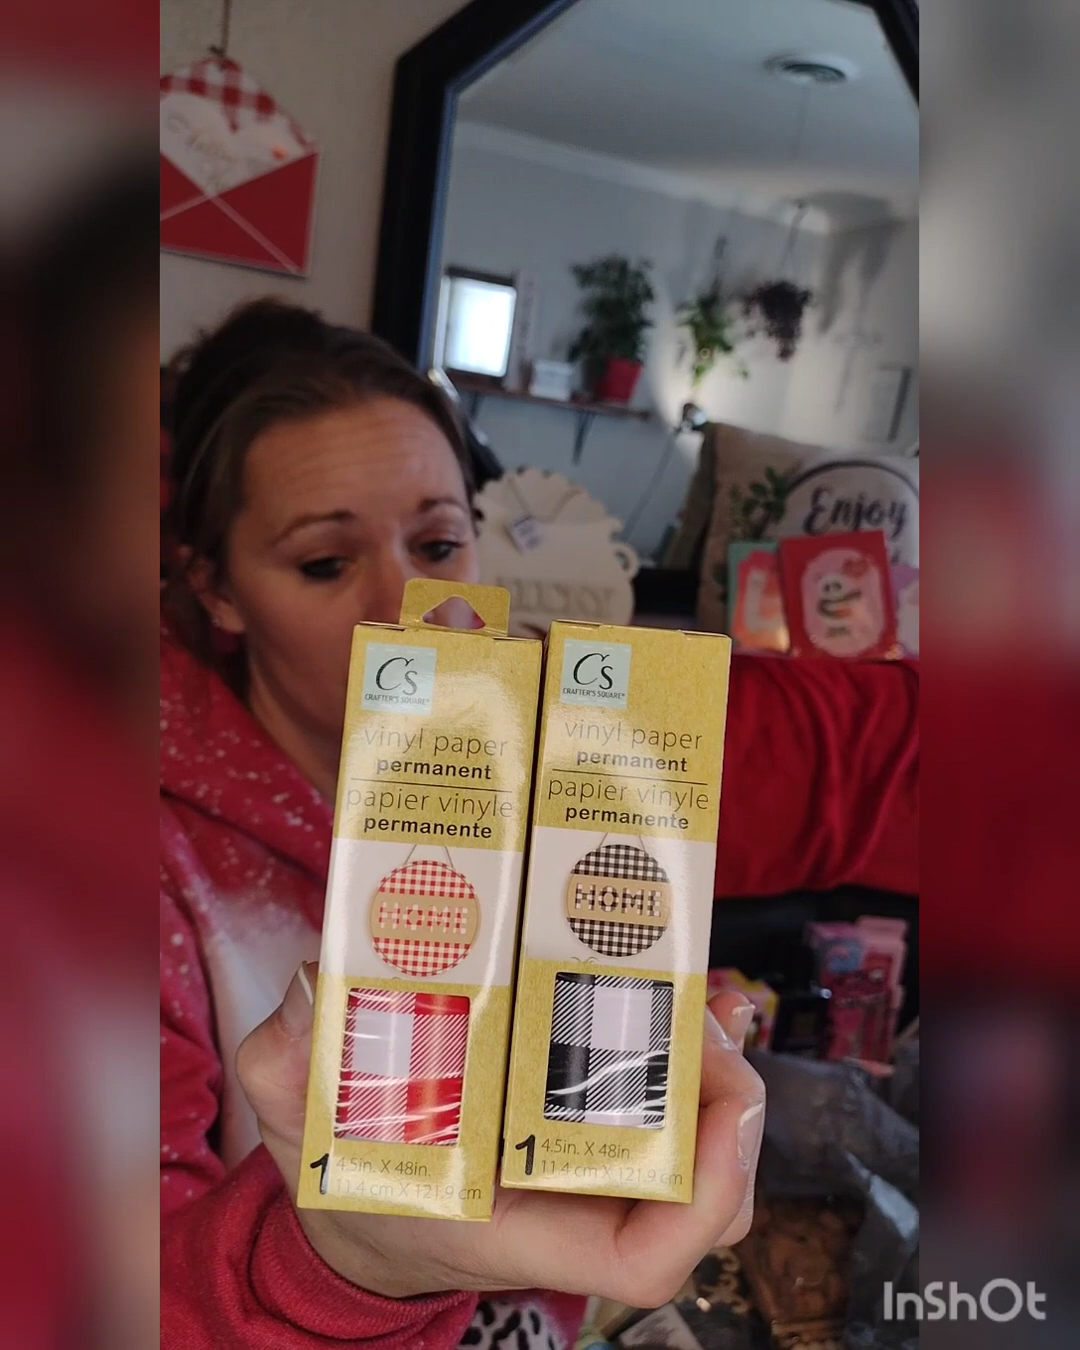 Enjoy
Cs
CRAFTER'S SQUARE®
vinyl paper
permanent
papier vinyle
permanente
HOME
1
4.5in. X 48in.
11.4 cm X 121.9 cm
Cs
CRAFTER'S SQUARE®
vinyl paper
permanent
papier vinyle
permanente
HOME
1
4.5in. X 48in.
11.4 cm X 121.9 cm
InShOt